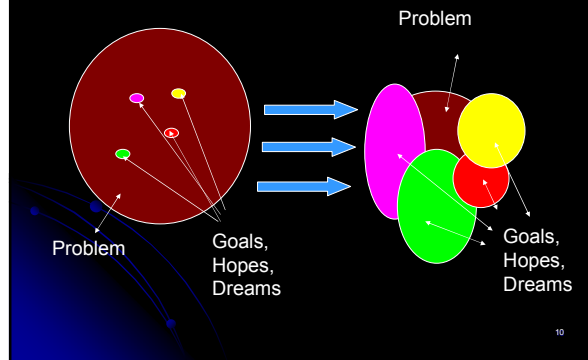 Problem
Problem
Goals,
Hopes,
Dreams
Goals,
Hopes,
Dreams
10